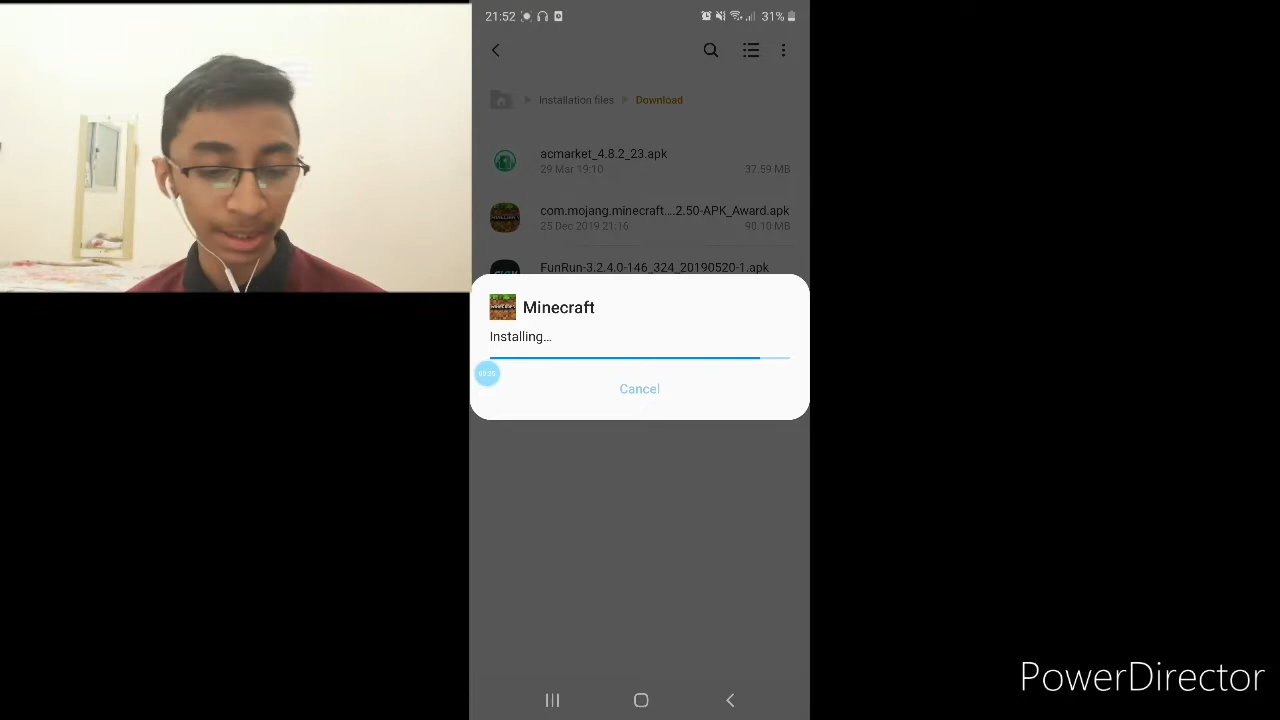 21:52
31%
Installation files
Download
acmarket_4.8.2_23.apk
29 Mar 19:10
37.59 MB
com.mojang.minecraft....2.50-APK_Award.apk
25 Dec 2019 21:16
90.10 MB
FunRun-3.2.4.0-146_324_20190520-1.apk
Minecraft
Installing...
00:35
Cancel
PowerDirector